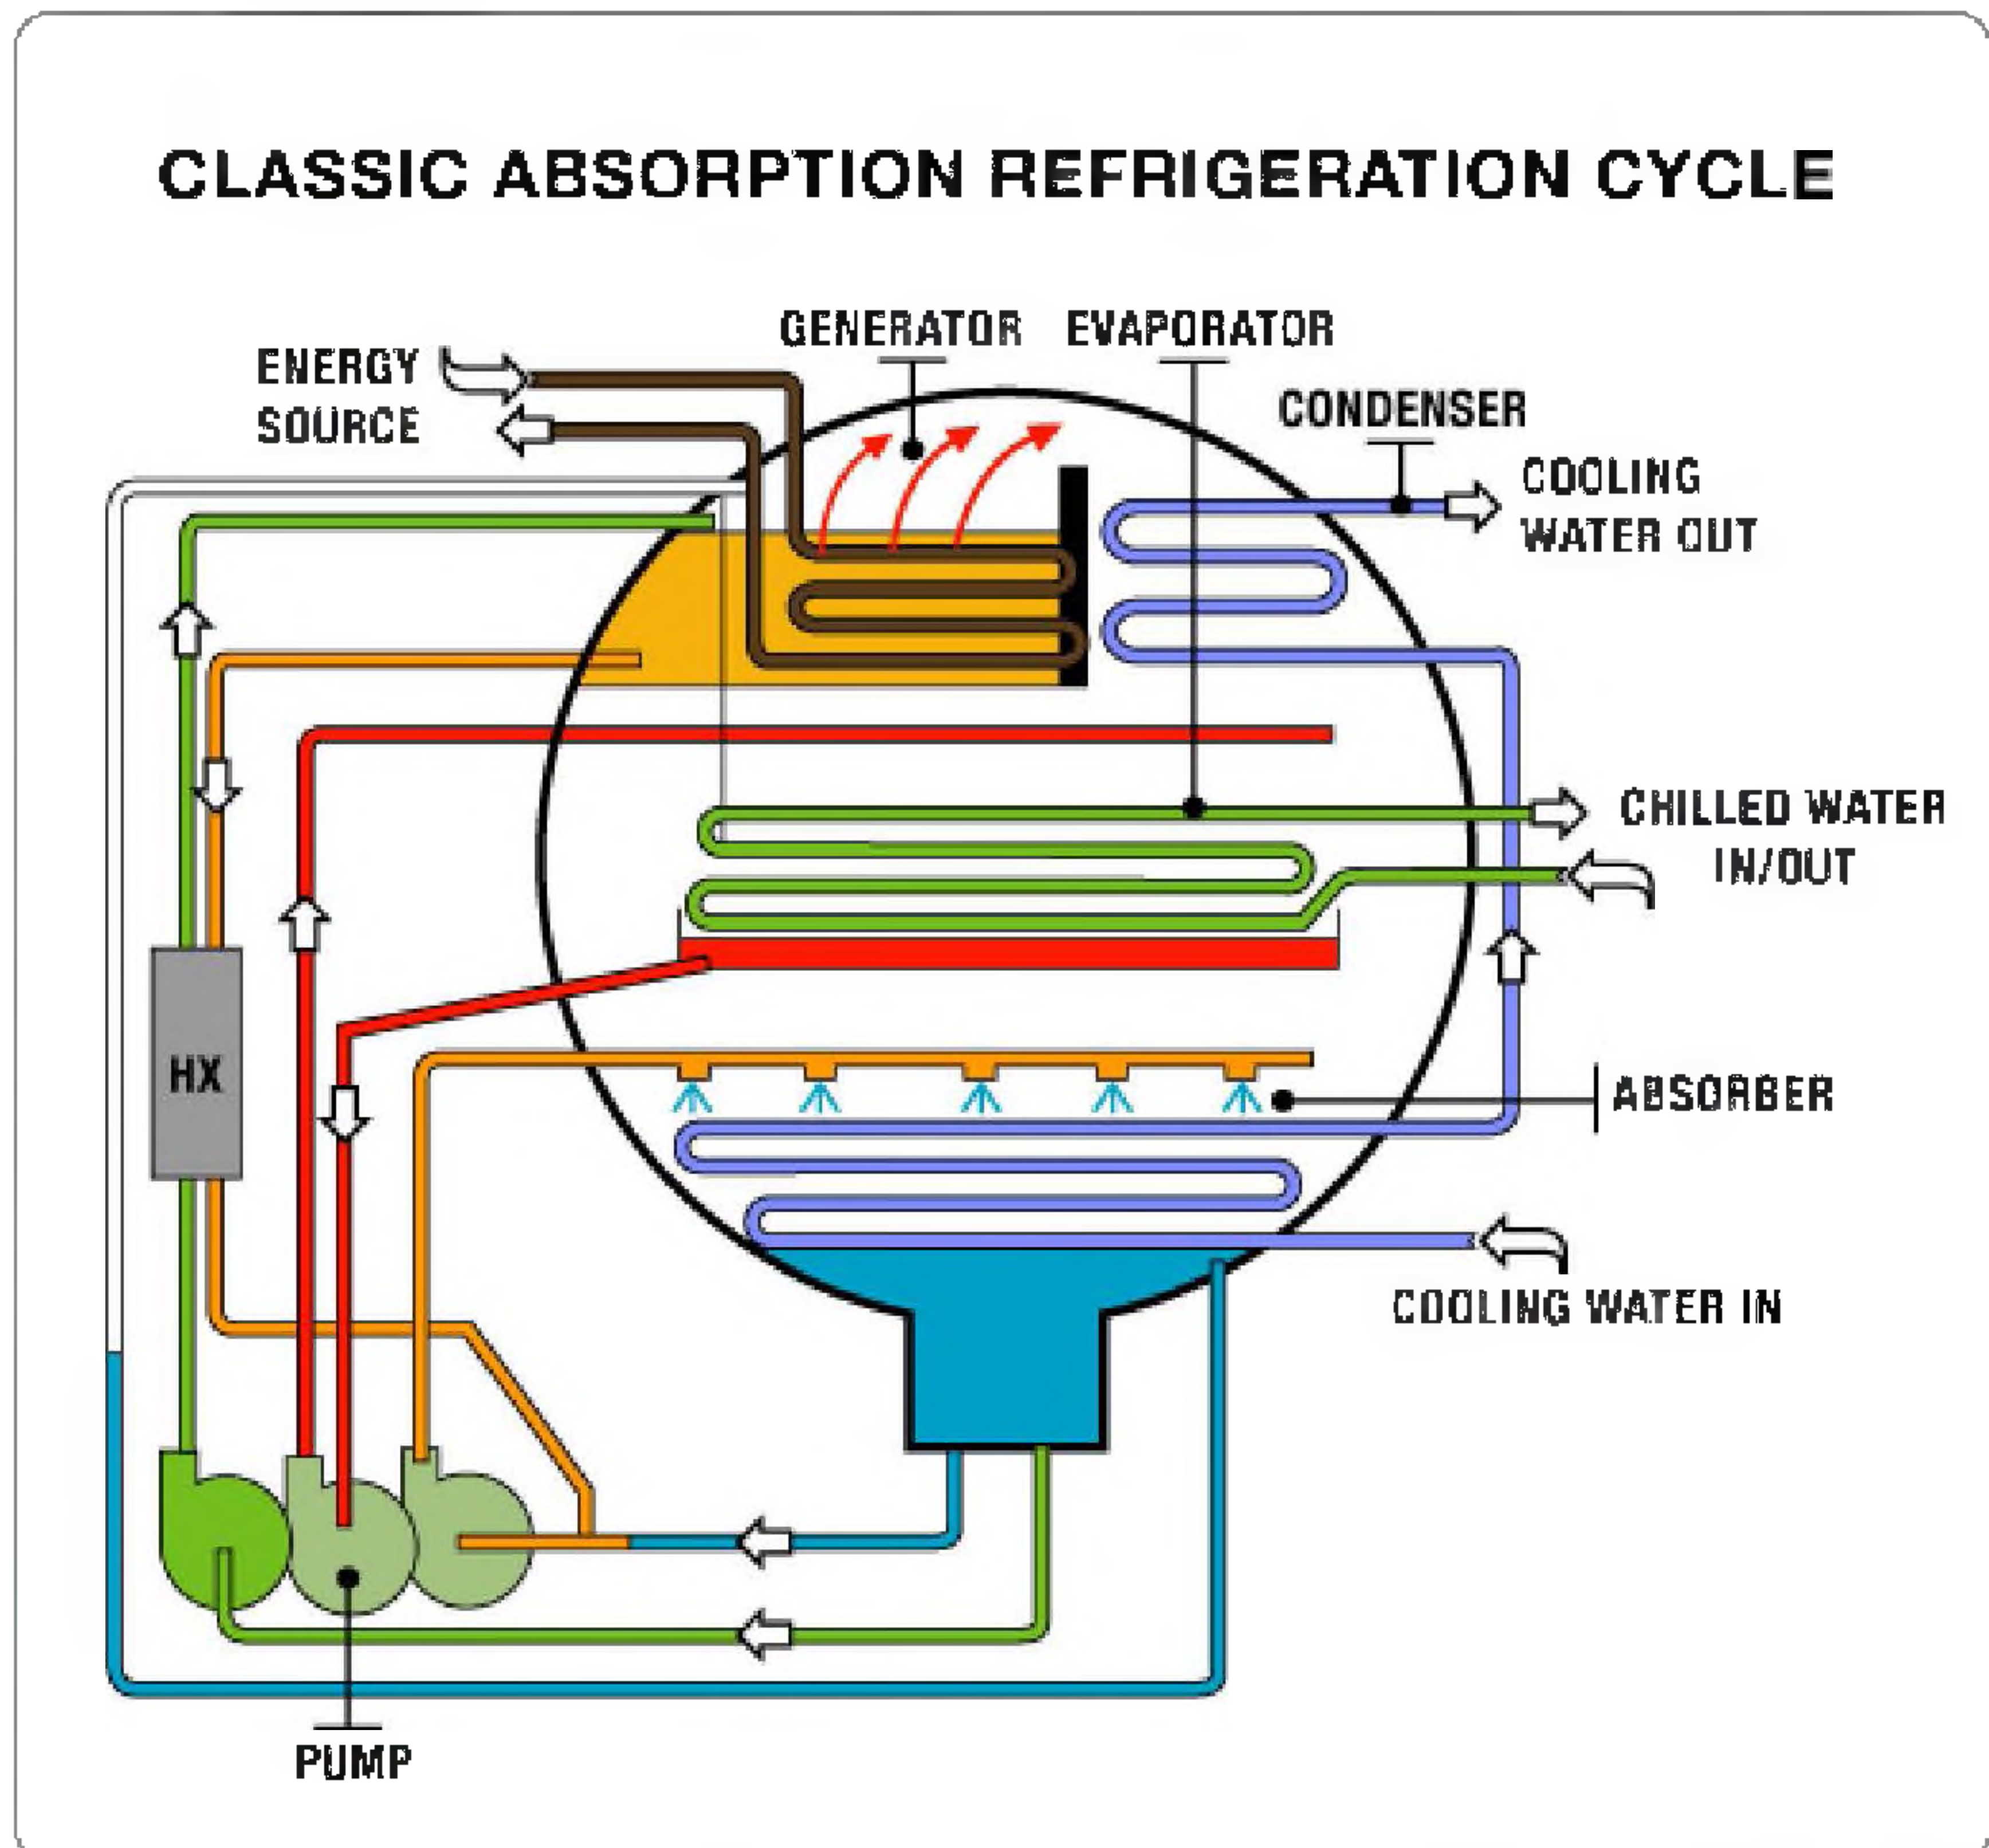 CLASSIC ABSORPTION REFRIGERATION CYCLE
GENERATOR
EVAPORATOR
ENERGY
SOURCE
CONDENSER
COOLING
WATER OUT
CHILLED WATER
IN/OUT
HX
ABSORBER
COOLING WATER IN
PUMP